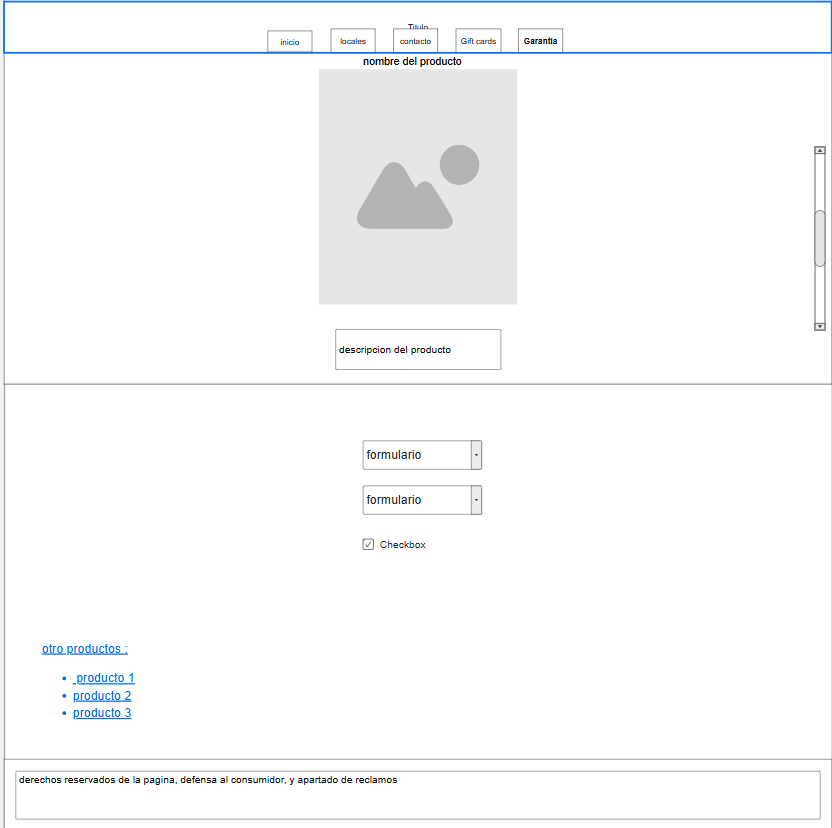 Titulo
inicio
locales
contacto
Gift cards
Garantia
nombre del producto
descripcion del producto
formulario
formulario
Checkbox
otro productos :
producto 1
producto 2
producto 3
derechos reservados de la pagina, defensa al consumidor, y apartado de reclamos